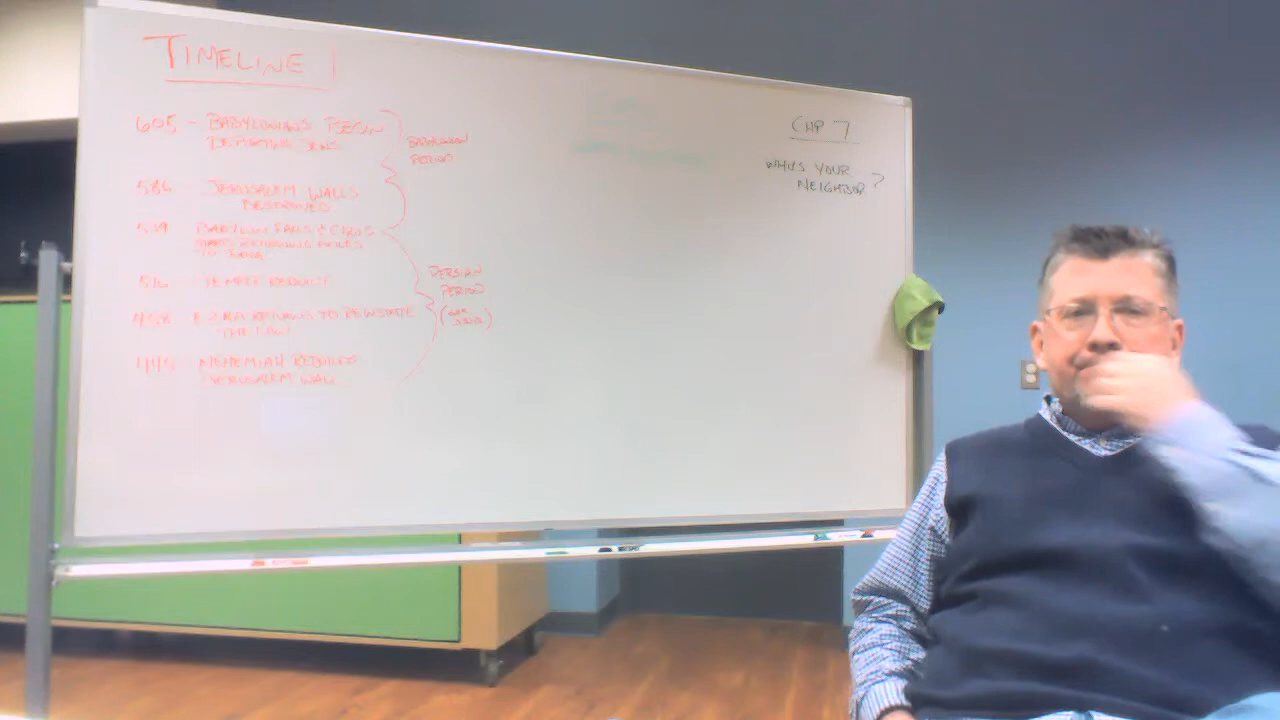 TIMELINE
605 - BABYLONIANS BEGIN
DEPORTING JEWS
BABYLONIAN
PERIOD
586 JERUSALEM WALLS
DESTROYED
539 BABYLON FALLS & CYRUS
EXILES
TO JUDAH
PERSIAN
PERIOD
516 TEMPLE REBUILT
458 EZRA RETURNS TO REINSTATE
THE LAW
NEHEMIAH REBUILDS
JERUSALEM WALL
CHP 7
WHO'S YOUR
NEIGHBOR ?